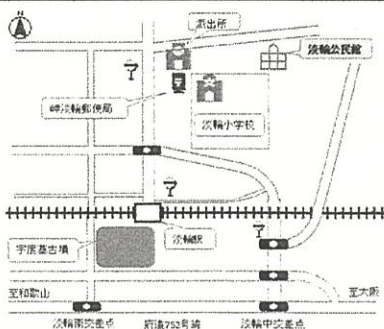 N
派出所
淡輪公民館
岬淡輪郵便局
淡輪小学校
宇度墓古墳
淡輪駅
至和歌山
至大阪
淡輪南交差点
府道752号線
淡輪中交差点